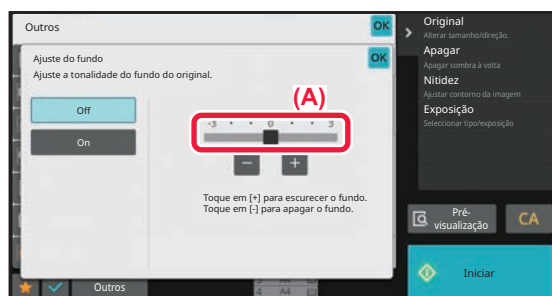 Outros
OK
Ajuste do fundo
OK
Ajuste a tonalidade do fundo do original.
(A)
Off
On
-3 • • 0 • • 3
− +
Toque em [+] para escurecer o fundo.
Toque em [-] para apagar o fundo.
Original
Alterar tamanho/direção.
Apagar
Apagar sombra à volta
Nitidez
Ajustar contorno da imagem
Exposição
Seleccionar tipo/exposição
Pré-
visualização
CA
Iniciar
Outros
4 A4